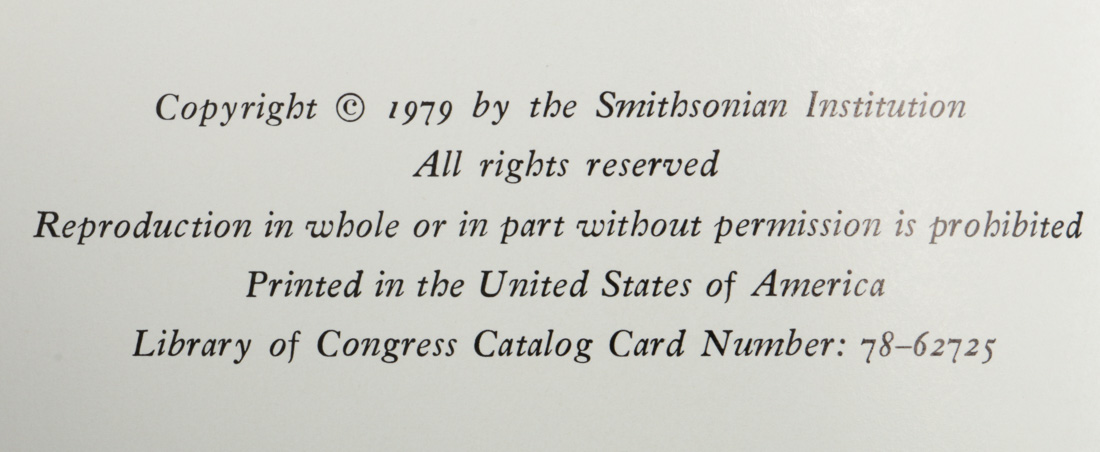 Copyright © 1979 by the Smithsonian Institution
All rights reserved
Reproduction in whole or in part without permission is prohibited
Printed in the United States of America
Library of Congress Catalog Card Number: 78–62725